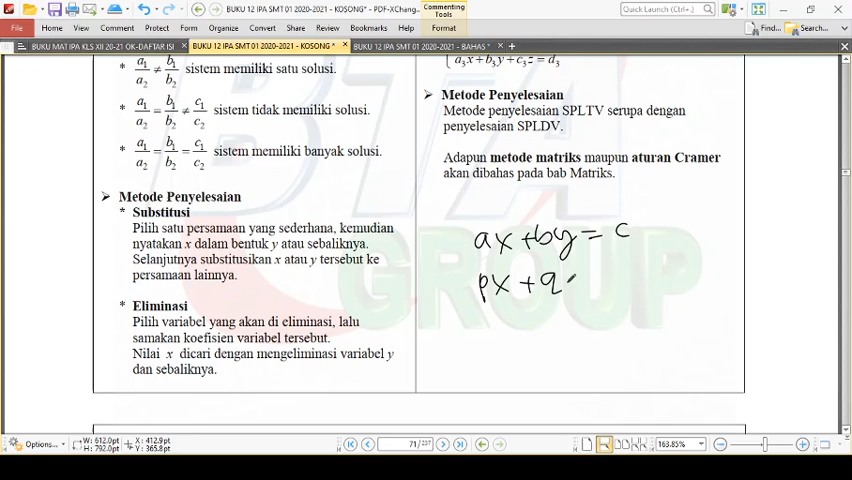 Commenting Tools
BUKU 12 IPA SMT 01 2020-2021 - KOSONG* - PDF-XChang...
Quick Launch (Ctrl+.)
File Home Convert Organize View Comment Protect Share Review Bookmarks Help Format Find... Search...
BUKU MAT IPA KLS XII 20-21 OK-DAFTAR ISI × BUKU 12 IPA SMT 01 2020-2021 - KOSONG * × BUKU 12 IPA SMT 01 2020-2021 - BAHAS * ×
* a₁/a₂ ≠ b₁/b₂ sistem memiliki satu solusi.
* a₁/a₂ = b₁/b₂ ≠ c₁/c₂ sistem tidak memiliki solusi.
* a₁/a₂ = b₁/b₂ = c₁/c₂ sistem memiliki banyak solusi.
➤ Metode Penyelesaian
* Substitusi
Pilih satu persamaan yang sederhana, kemudian
nyatakan x dalam bentuk y atau sebaliknya.
Selanjutnya substitusikan x atau y tersebut ke
persamaan lainnya.
* Eliminasi
Pilih variabel yang akan di eliminasi, lalu
samakan koefisien variabel tersebut.
Nilai x dicari dengan mengeliminasi variabel y
dan sebaliknya.
a₃x + b₃y + c₃z = d₃
➤ Metode Penyelesaian
Metode penyelesaian SPLTV serupa dengan
penyelesaian SPLDV.
Adapun metode matriks maupun aturan Cramer
akan dibahas pada bab Matriks.
ax + by = c
px + q
BTA
GROUP
Options... W: 612.0pt H: 792.0pt X: 412.9pt Y: 365.8pt 71 /237 163.85%